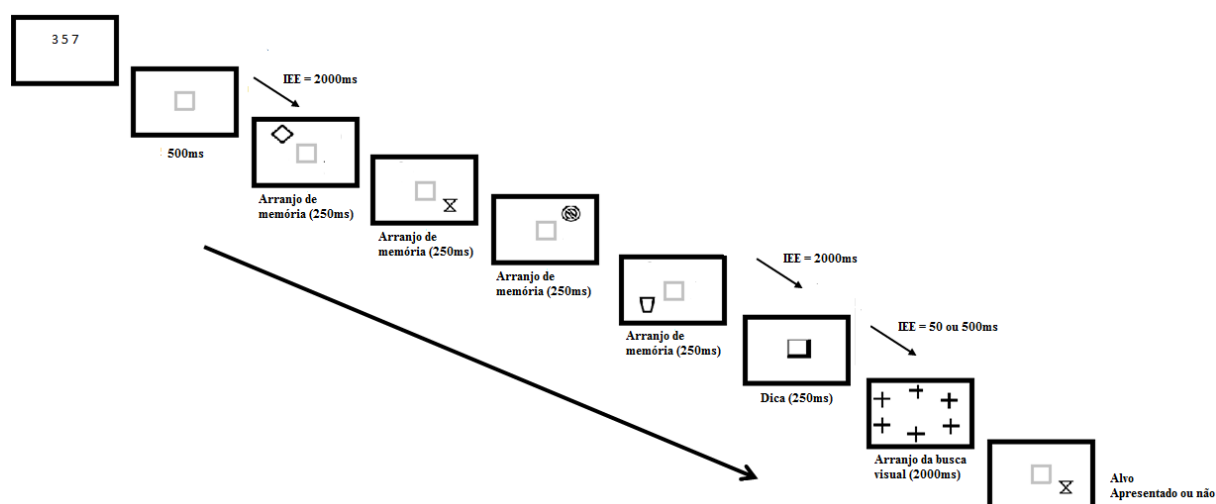 3 5 7
500ms
IEE = 2000ms
Arranjo de
memória (250ms)
Arranjo de
memória (250ms)
Arranjo de
memória (250ms)
Arranjo de
memória (250ms)
IEE = 2000ms
Dica (250ms)
IEE = 50 ou 500ms
Arranjo da busca
visual (2000ms)
Alvo
Apresentado ou não